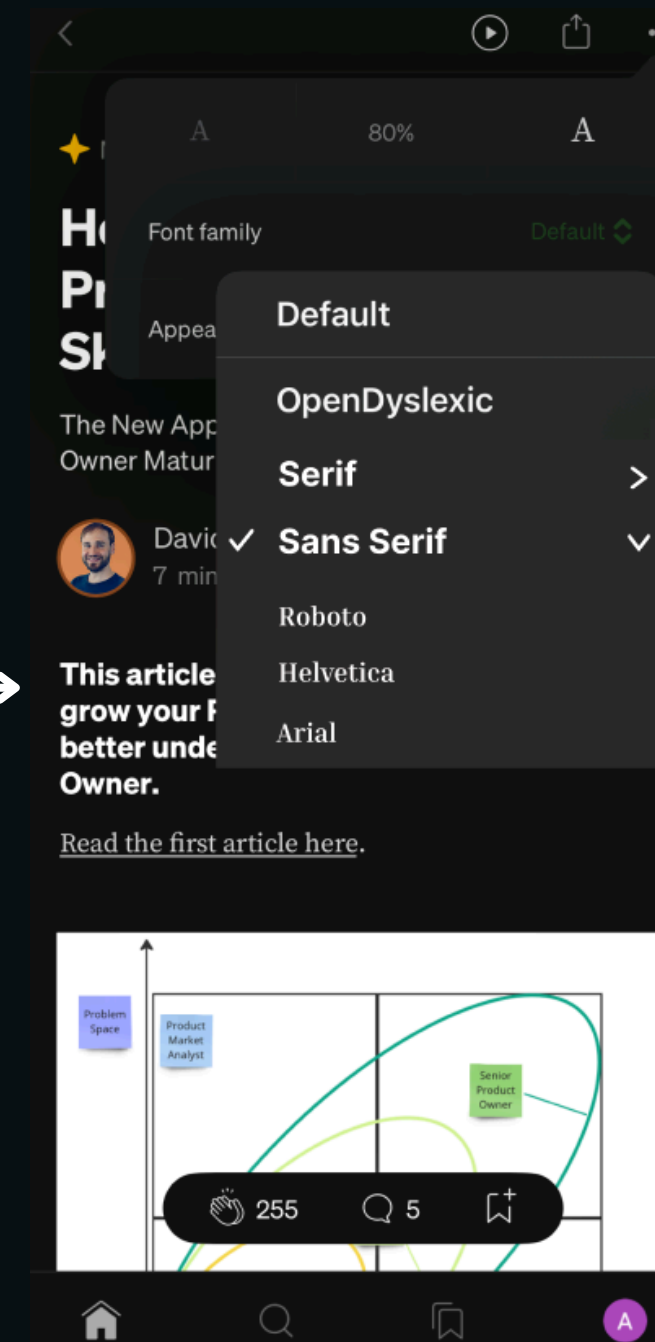 A
80%
A
Font family
Default
Appea
Default
OpenDyslexic
Serif
Sans Serif
Roboto
Helvetica
Arial
The New App
Owner Matur
David
7 min
This article
grow your
better unde
Owner.
Read the first article here.
Problem
Space
Product
Market
Analyst
Senior
Product
Owner
255
5
A